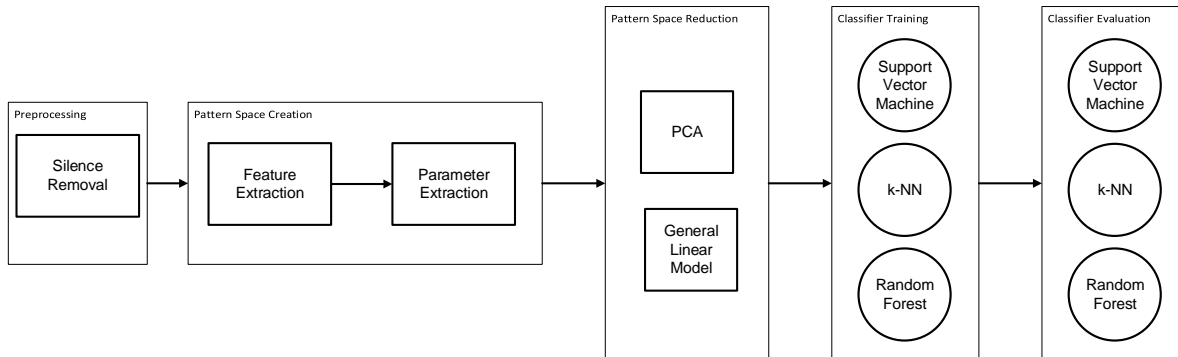 Preprocessing
Silence
Removal
Pattern Space Creation
Feature
Extraction
Parameter
Extraction
Pattern Space Reduction
PCA
General
Linear
Model
Classifier Training
Support
Vector
Machine
k-NN
Random
Forest
Classifier Evaluation
Support
Vector
Machine
k-NN
Random
Forest